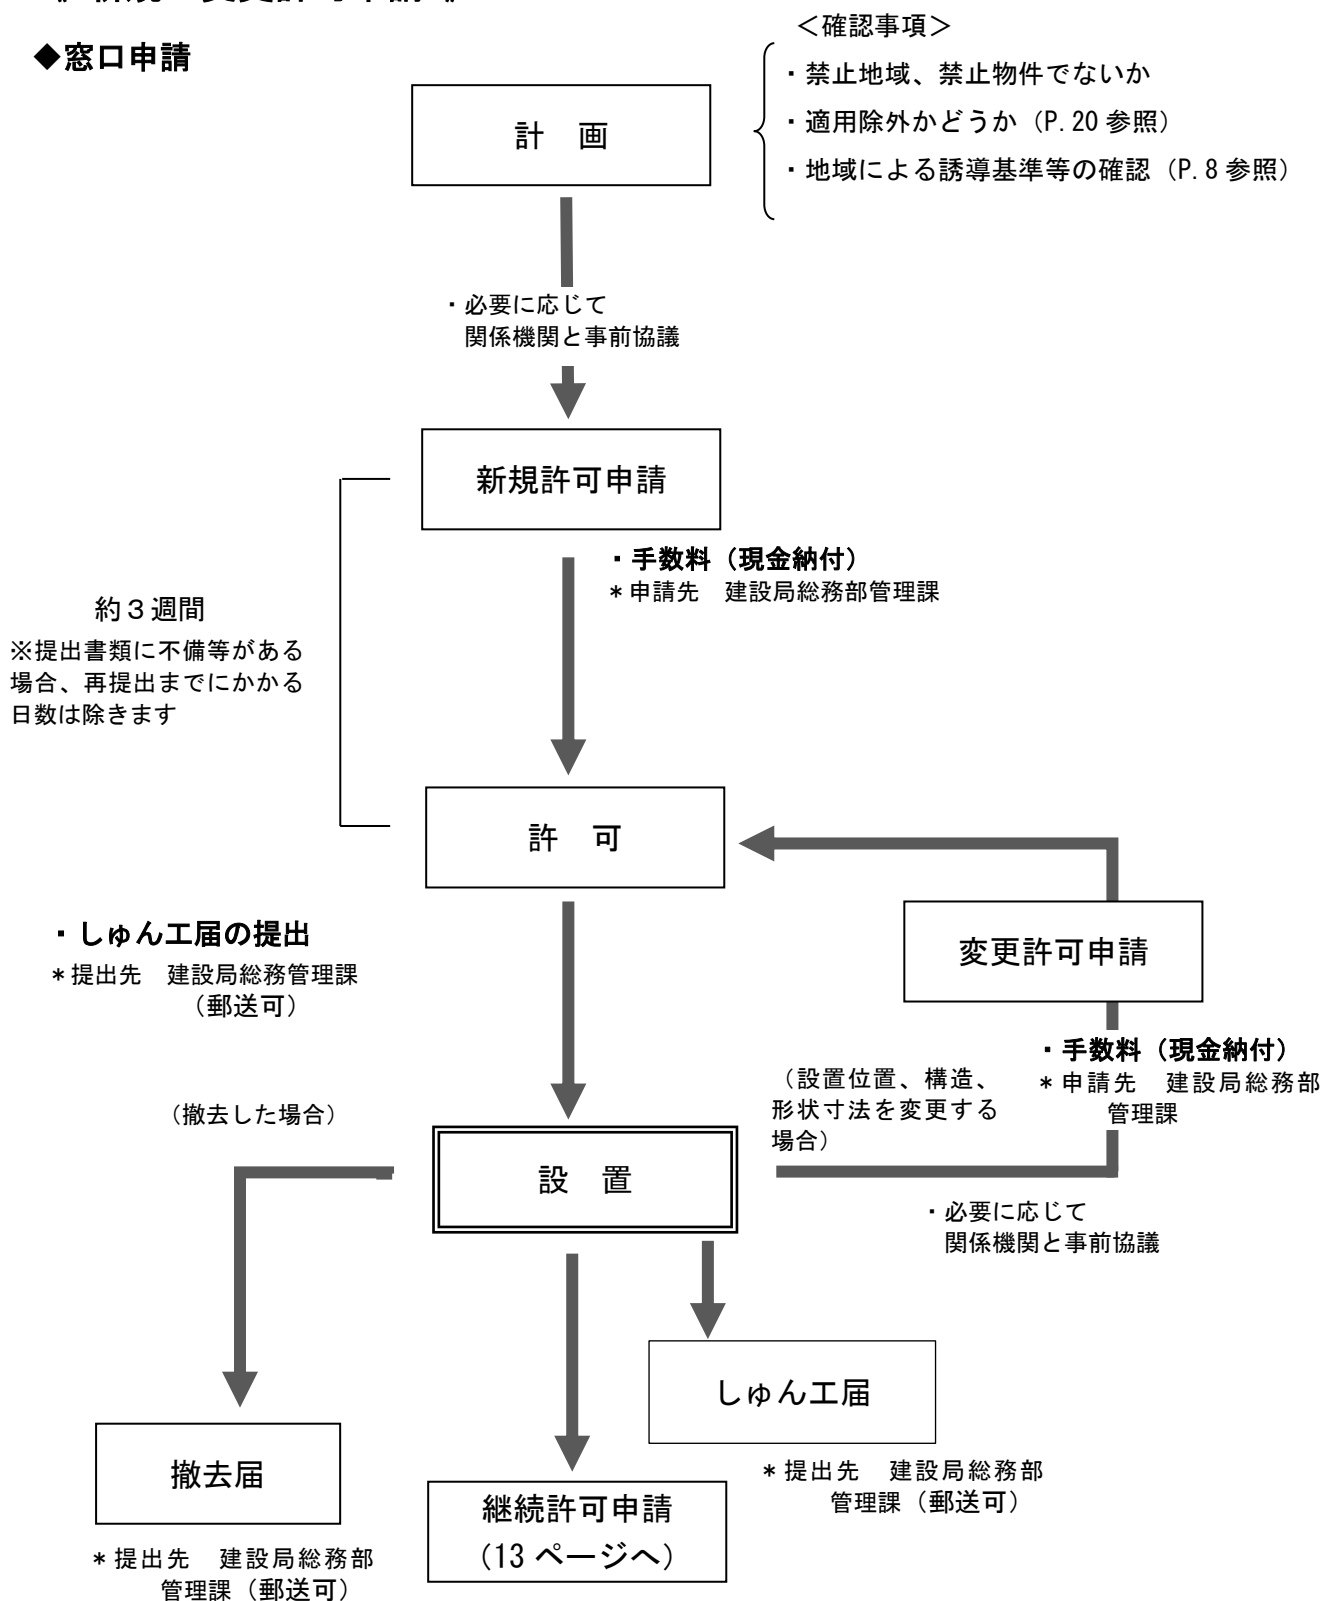 ◆窓口申請
＜確認事項＞
・禁止地域、禁止物件でないか
・適用除外かどうか（P.20 参照）
・地域による誘導基準等の確認（P.8 参照）
計　画
・必要に応じて
関係機関と事前協議
新規許可申請
・手数料（現金納付）
＊申請先　建設局総務部管理課
約３週間
※提出書類に不備等がある
場合、再提出までにかかる
日数は除きます
許　可
・しゅん工届の提出
＊提出先　建設局総務管理課
（郵送可）
変更許可申請
・手数料（現金納付）
＊申請先　建設局総務部
管理課
（設置位置、構造、
形状寸法を変更する
場合）
（撤去した場合）
設　置
・必要に応じて
関係機関と事前協議
しゅん工届
＊提出先　建設局総務部
管理課（郵送可）
撤去届
＊提出先　建設局総務部
管理課（郵送可）
継続許可申請
（13 ページへ）